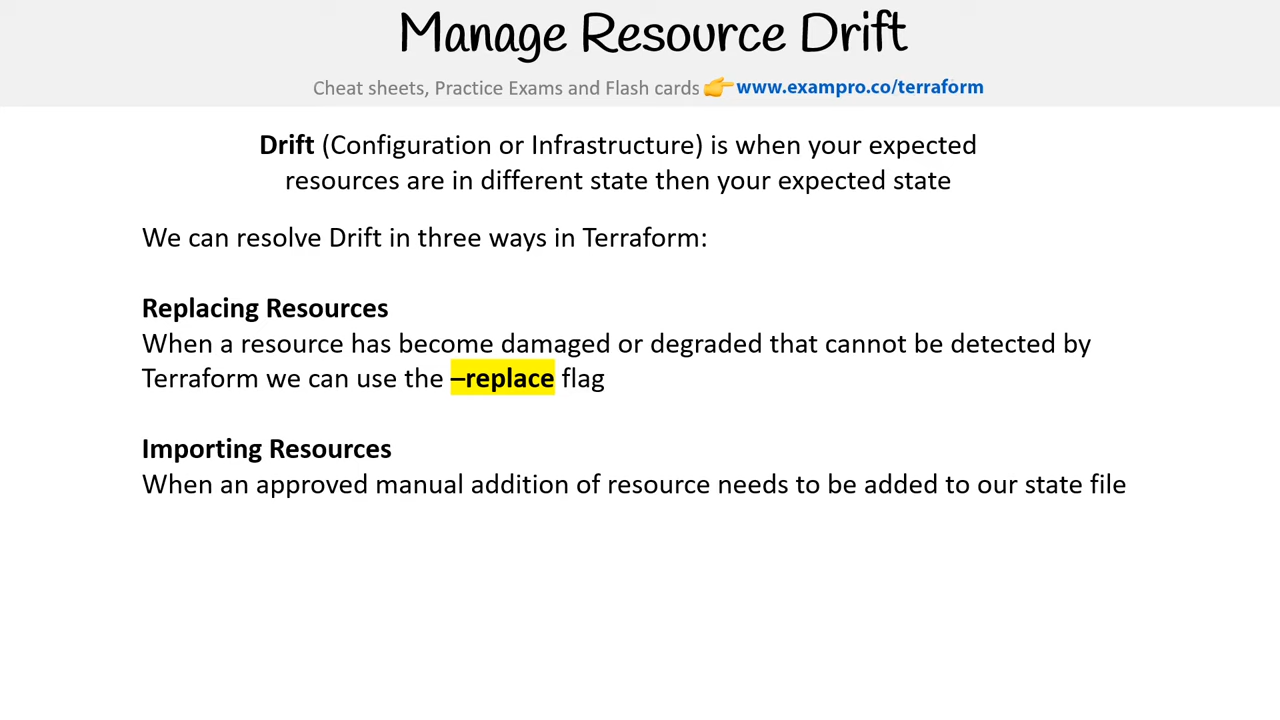 Manage Resource Drift
Cheat sheets, Practice Exams and Flash cards 👉 www.exampro.co/terraform
Drift (Configuration or Infrastructure) is when your expected
resources are in different state then your expected state
We can resolve Drift in three ways in Terraform:
Replacing Resources
When a resource has become damaged or degraded that cannot be detected by
Terraform we can use the –replace flag
Importing Resources
When an approved manual addition of resource needs to be added to our state file